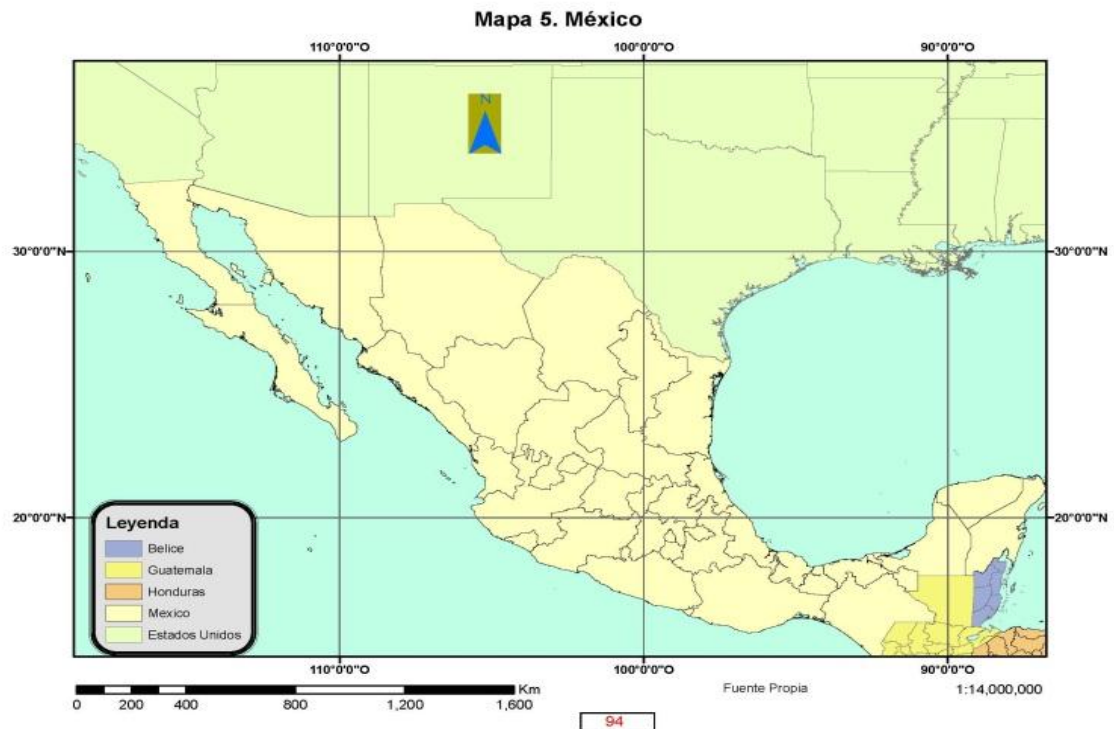 Mapa 5. México
110°0'0"O 100°0'0"O 90°0'0"O
N
30°0'0"N 30°0'0"N
20°0'0"N 20°0'0"N
Leyenda
Belice
Guatemala
Honduras
Mexico
Estados Unidos
110°0'0"O 100°0'0"O 90°0'0"O
Km
0 200 400 800 1,200 1,600
Fuente Propia
1:14,000,000
94